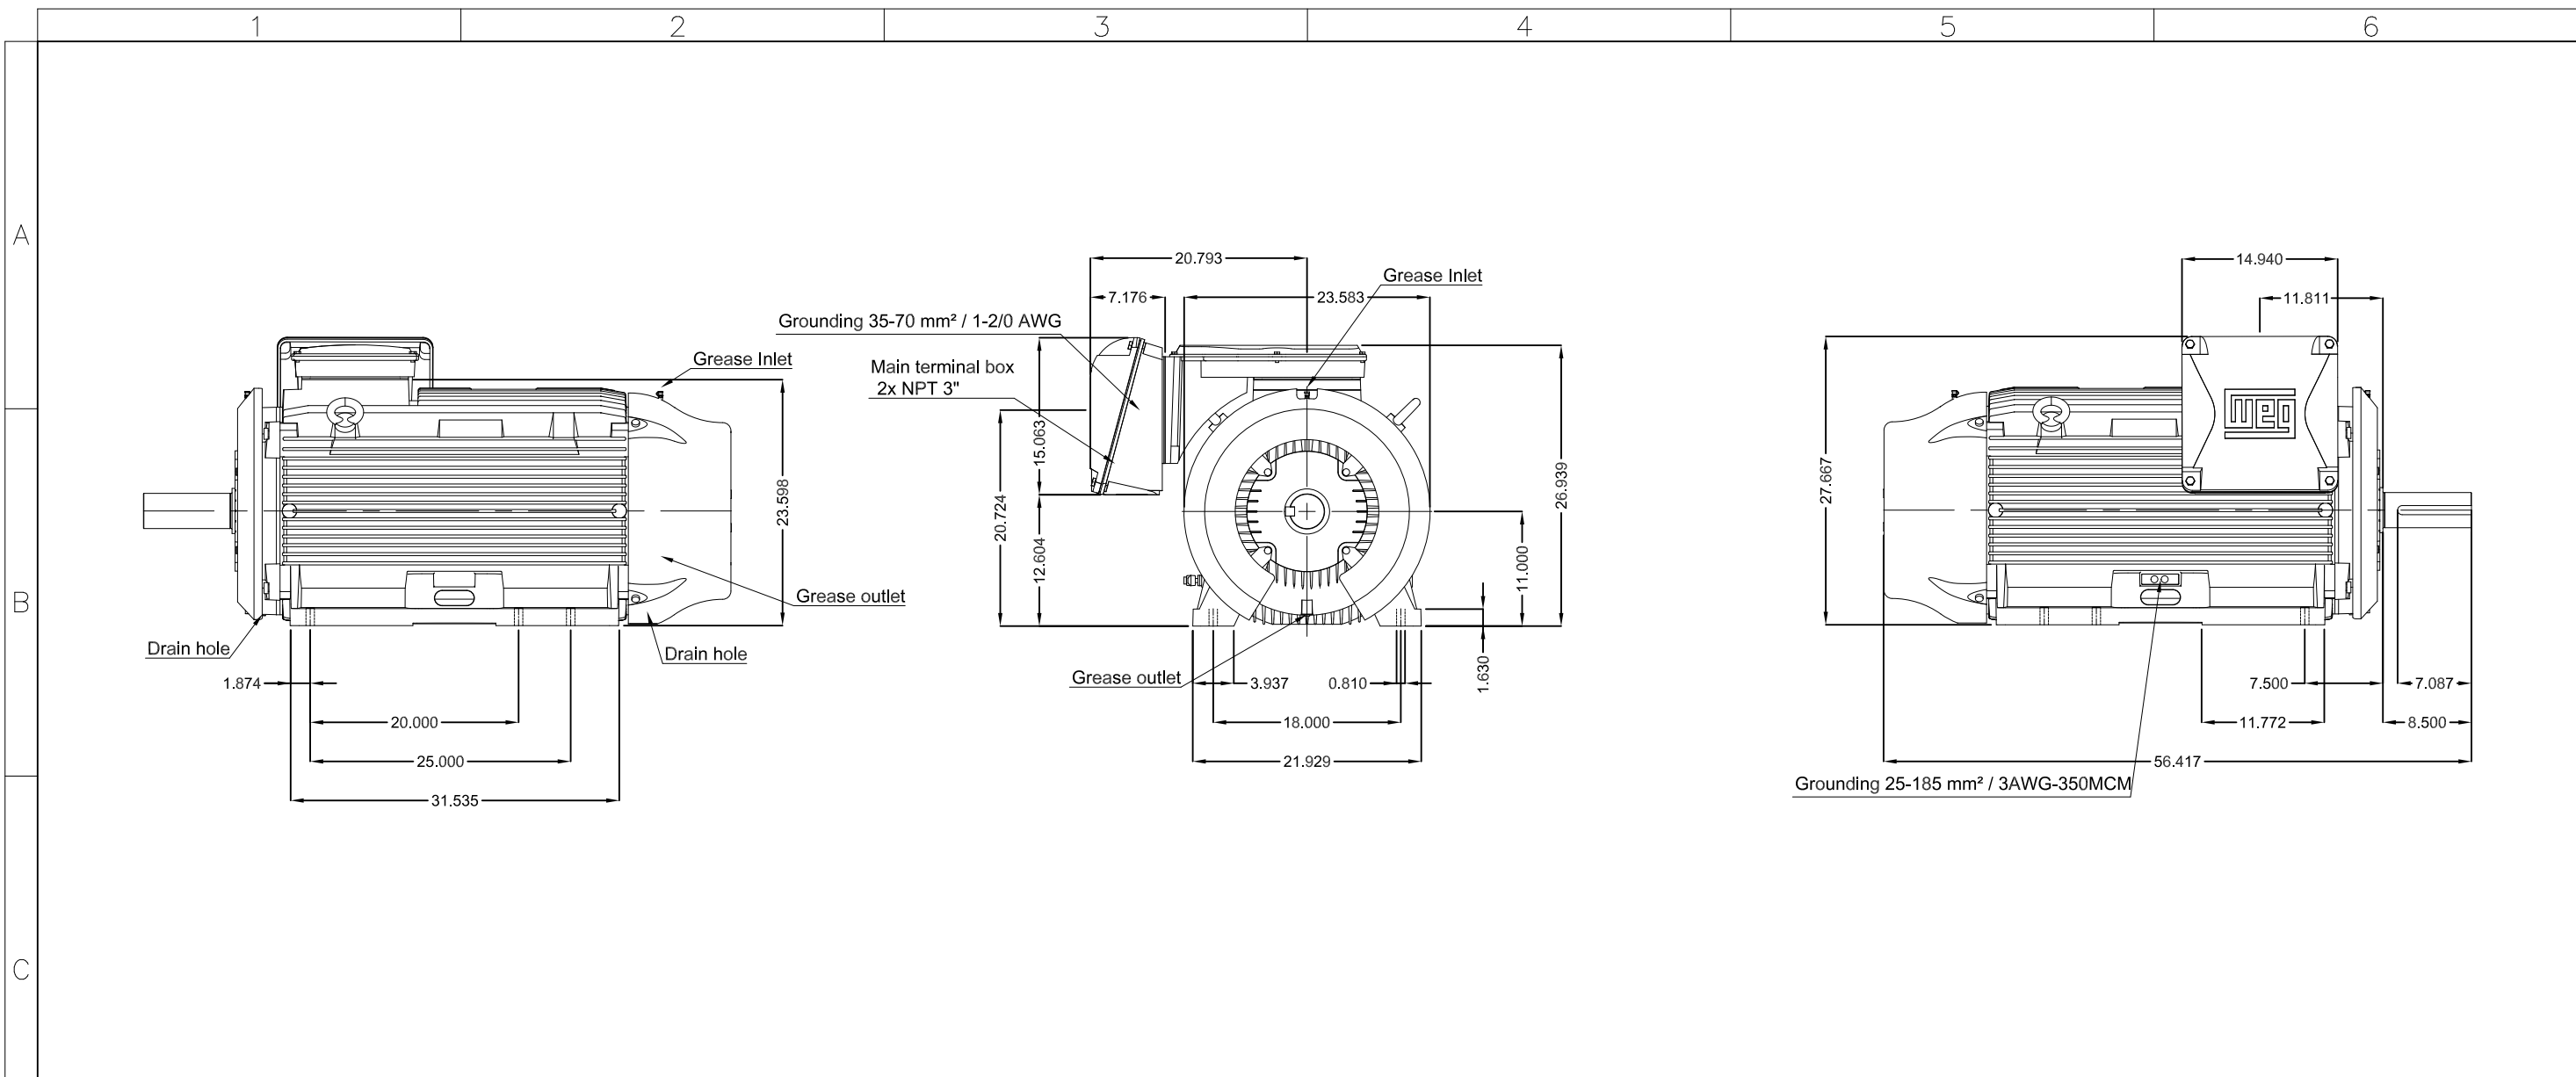 1 2 3 4 5 6
A
B
C
Grease Inlet
23.598
Grease outlet
Drain hole
Drain hole
1.874
20.000
25.000
31.535
20.793
Grease Inlet
7.176
23.583
Grounding 35-70 mm² / 1-2/0 AWG
Main terminal box
2x NPT 3"
15.063
20.724
12.604
26.939
11.000
1.630
Grease outlet
3.937
0.810
18.000
21.929
14.940
11.811
27.667
weg
7.500
7.087
11.772
8.500
56.417
Grounding 25-185 mm² / 3AWG-350MCM